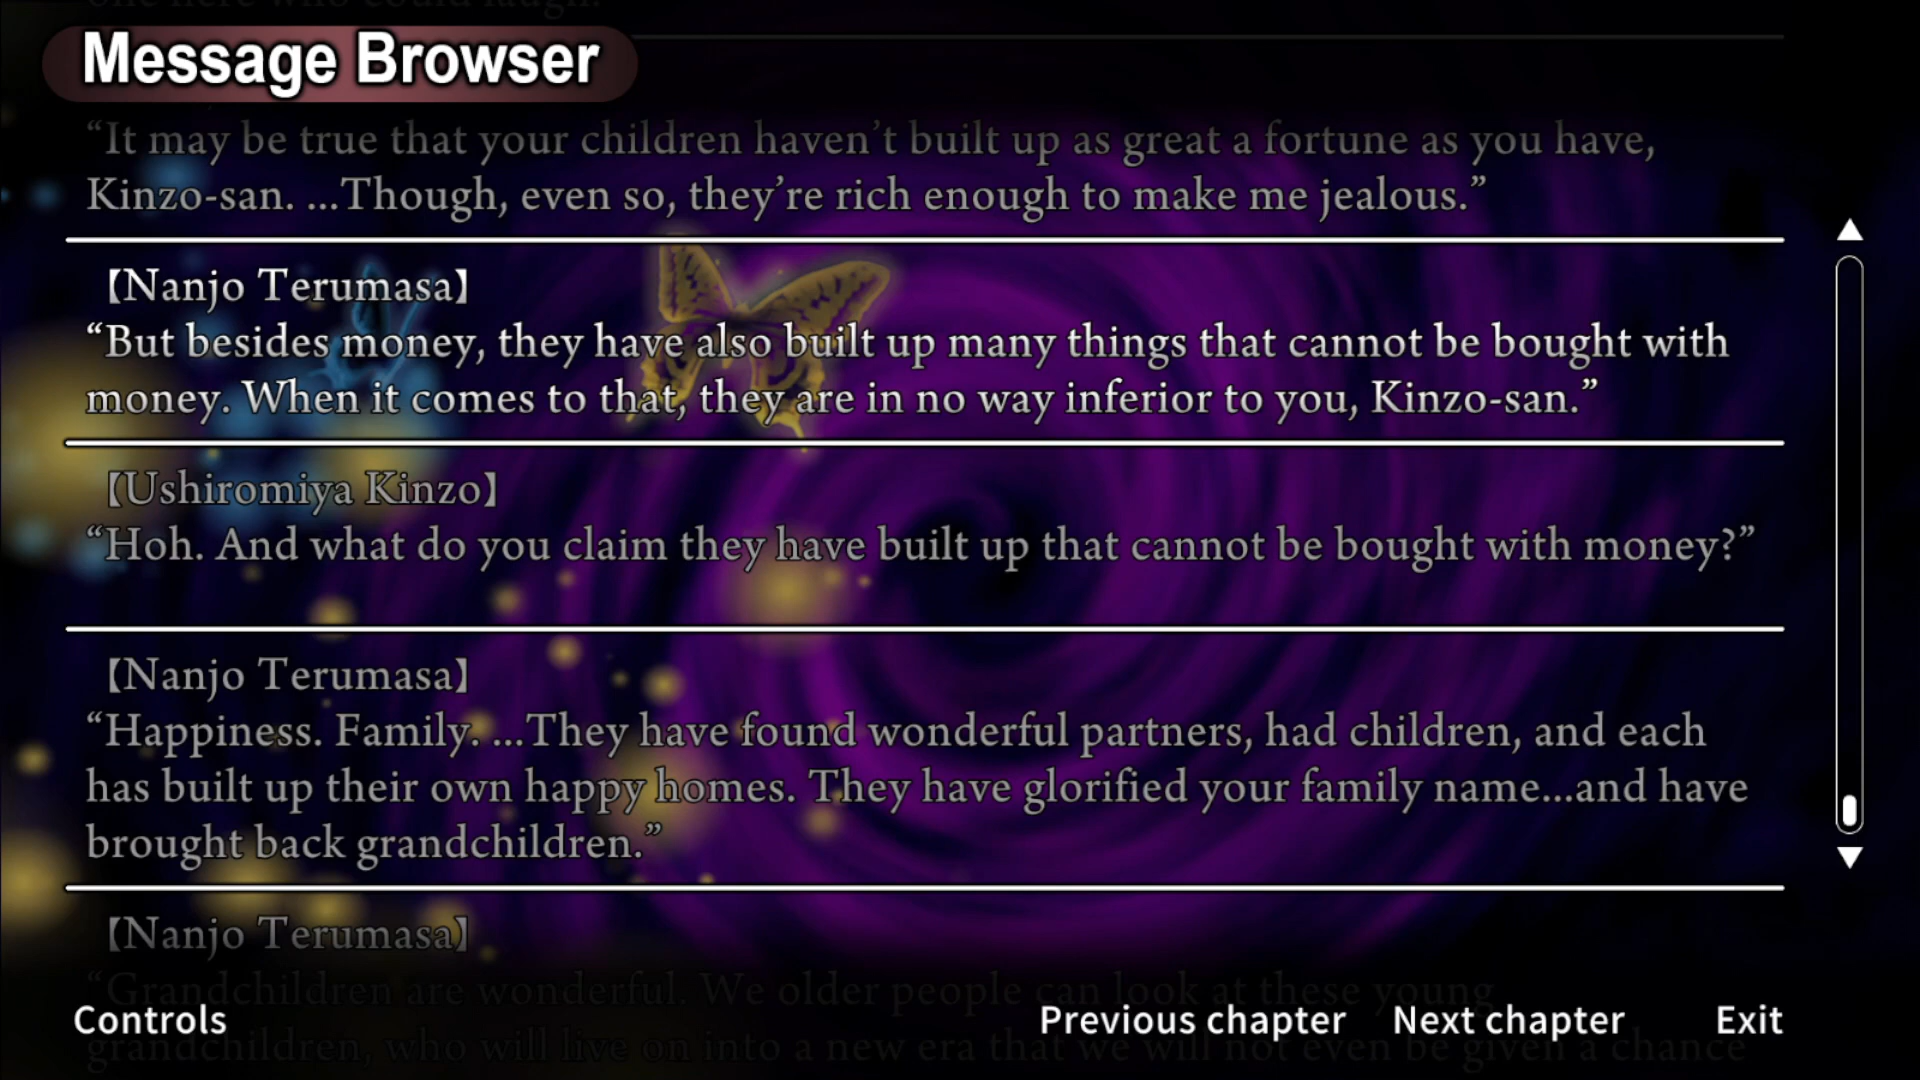 one here who could laugh.
Message Browser
“It may be true that your children haven’t built up as great a fortune as you have,
Kinzo-san. ...Though, even so, they’re rich enough to make me jealous.”
【Nanjo Terumasa】
“But besides money, they have also built up many things that cannot be bought with
money. When it comes to that, they are in no way inferior to you, Kinzo-san.”
【Ushiromiya Kinzo】
“Hoh. And what do you claim they have built up that cannot be bought with money?”
【Nanjo Terumasa】
“Happiness. Family. ...They have found wonderful partners, had children, and each
has built up their own happy homes. They have glorified your family name...and have
brought back grandchildren.”
【Nanjo Terumasa】
“Grandchildren are wonderful. We older people can look at these young
grandchildren, who will live on into a new era that we will not even be given a chance
Controls
Previous chapter
Next chapter
Exit